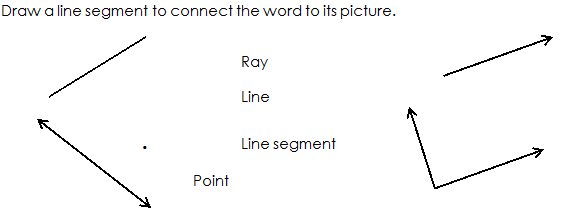 Draw a line segment to connect the word to its picture.
Ray
Line
Line segment
Point